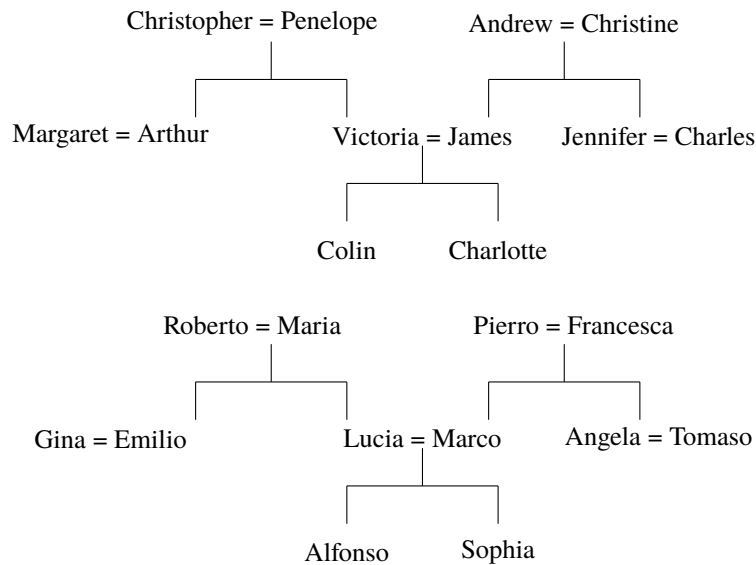 Christopher = Penelope Andrew = Christine
Margaret = Arthur Victoria = James Jennifer = Charles
Colin Charlotte
Roberto = Maria Pierro = Francesca
Gina = Emilio Lucia = Marco Angela = Tomaso
Alfonso Sophia